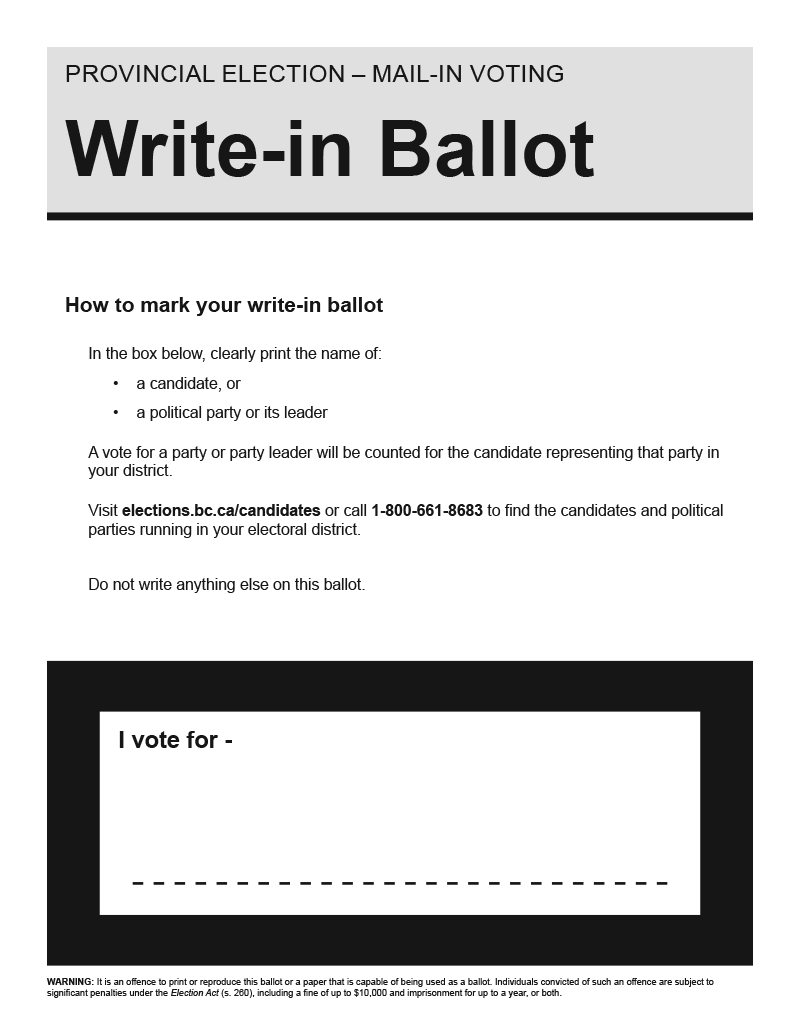 PROVINCIAL ELECTION – MAIL-IN VOTING
Write-in Ballot
How to mark your write-in ballot
In the box below, clearly print the name of:
• a candidate, or
• a political party or its leader
A vote for a party or party leader will be counted for the candidate representing that party in
your district.
Visit elections.bc.ca/candidates or call 1-800-661-8683 to find the candidates and political
parties running in your electoral district.
Do not write anything else on this ballot.
I vote for -
WARNING: It is an offence to print or reproduce this ballot or a paper that is capable of being used as a ballot. Individuals convicted of such an offence are subject to
significant penalties under the Election Act (s. 260), including a fine of up to $10,000 and imprisonment for up to a year, or both.